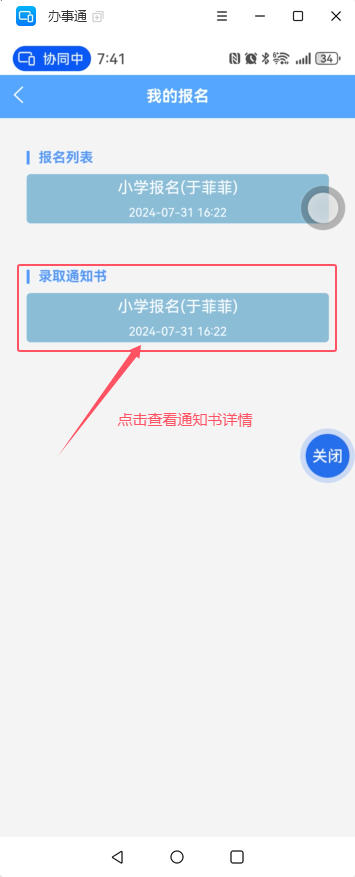 办事通
协同中 7:41 34
我的报名
报名列表
小学报名(于菲菲)
2024-07-31 16:22
录取通知书
小学报名(于菲菲)
2024-07-31 16:22
点击查看通知书详情
关闭